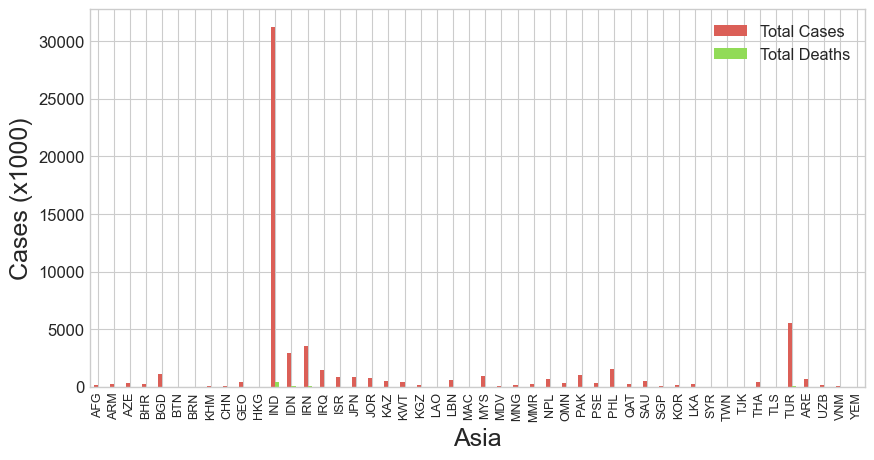 Total Cases
Total Deaths
Cases (x1000)
30000
25000
20000
15000
10000
5000
0
AFG ARM AZE BHR BGD BTN BRN KHM CHN GEO HKG IND IDN IRN IRQ ISR JPN JOR KAZ KWT KGZ LAO LBN MAC MYS MDV MNG MMR NPL OMN PAK PSE PHL QAT SAU SGP KOR LKA SYR TWN TJK THA TLS TUR ARE UZB VNM YEM
Asia